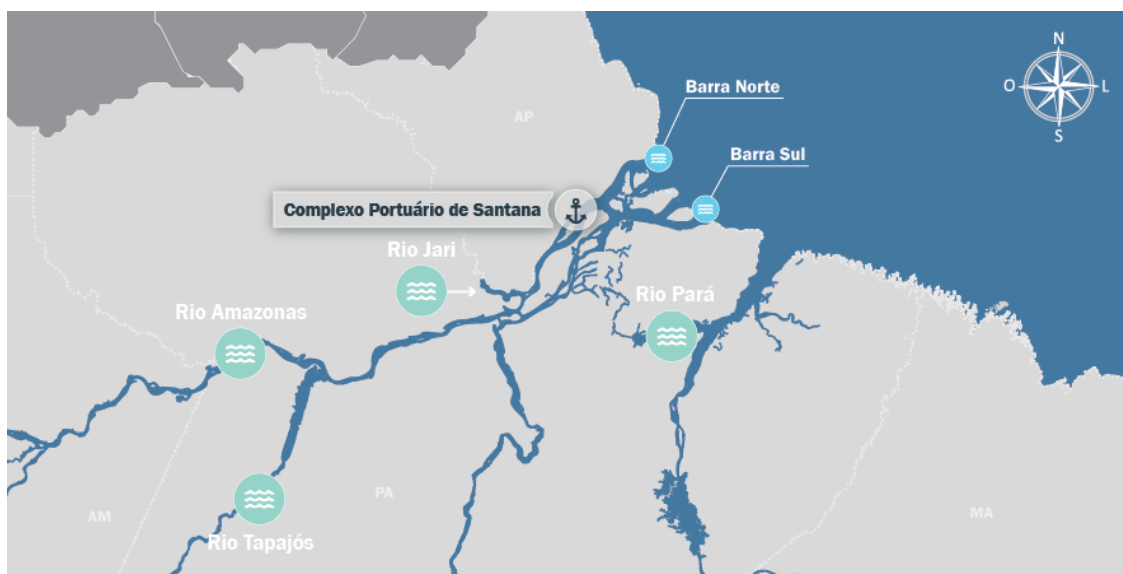 N
Barra Norte
O
L
AP
S
Barra Sul
Complexo Portuário de Santana
Rio Jari
Rio Pará
Rio Amazonas
PA
MA
AM
Rio Tapajós